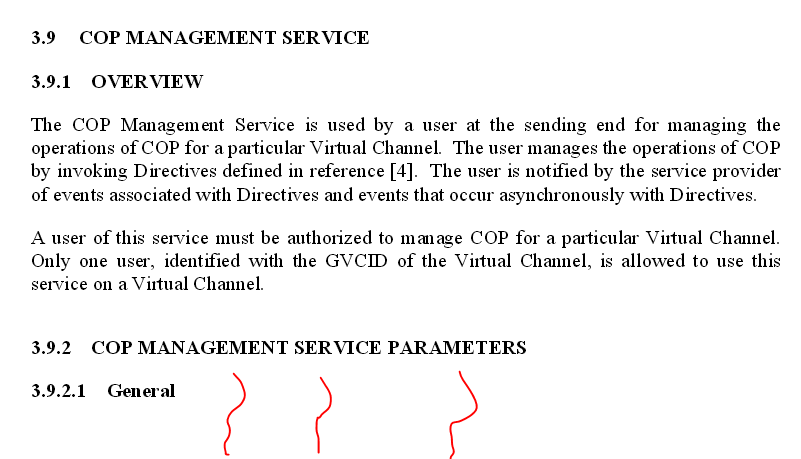 3.9 COP MANAGEMENT SERVICE
3.9.1 OVERVIEW
The COP Management Service is used by a user at the sending end for managing the
operations of COP for a particular Virtual Channel. The user manages the operations of COP
by invoking Directives defined in reference [4]. The user is notified by the service provider
of events associated with Directives and events that occur asynchronously with Directives.
A user of this service must be authorized to manage COP for a particular Virtual Channel.
Only one user, identified with the GVCID of the Virtual Channel, is allowed to use this
service on a Virtual Channel.
3.9.2 COP MANAGEMENT SERVICE PARAMETERS
3.9.2.1 General